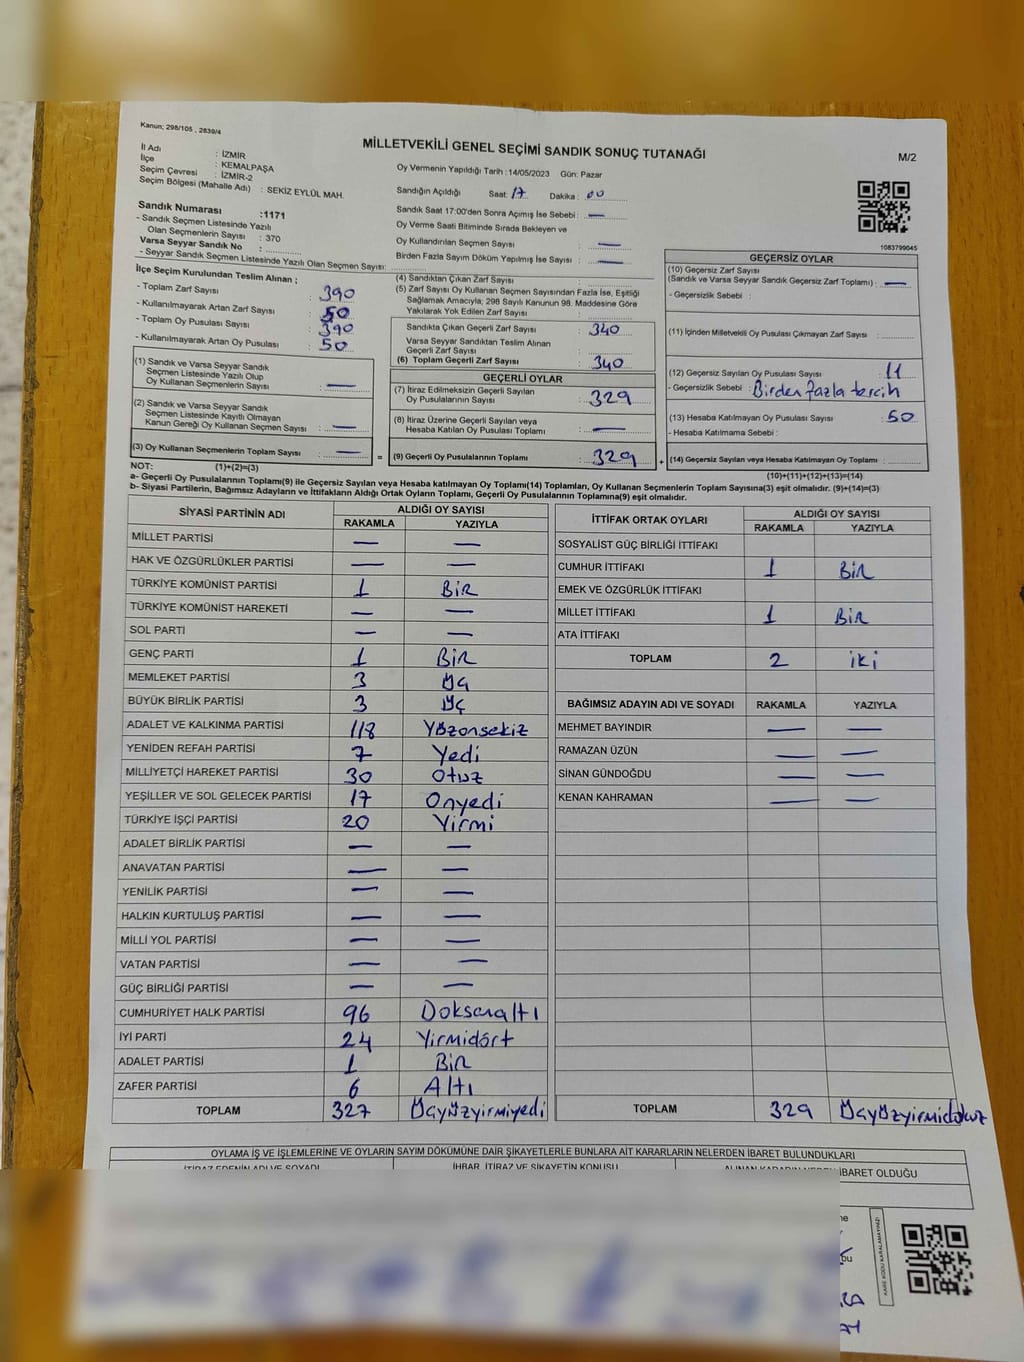 Kanun; 298/105 , 2839/4
MİLLETVEKİLİ GENEL SEÇİMİ SANDIK SONUÇ TUTANAĞI
M/2
İl Adı : İZMİR
İlçe : KEMALPAŞA
Seçim Çevresi : İZMİR-2
Seçim Bölgesi (Mahalle Adı) : SEKİZ EYLÜL MAH.
Oy Vermenin Yapıldığı Tarih :14/05/2023 Gün: Pazar
Sandığın Açıldığı Saat: 17 Dakika : 00
Sandık Saat 17:00'den Sonra Açımış İse Sebebi : —
Oy Verme Saati Bitiminde Sırada Bekleyen ve
Oy Kullandırılan Seçmen Sayısı —
Birden Fazla Sayım Döküm Yapılmış İse Sayısı : —
1083799045
Sandık Numarası :1171
- Sandık Seçmen Listesinde Yazılı
Olan Seçmenlerin Sayısı : 370
Varsa Seyyar Sandık No :
- Seyyar Sandık Seçmen Listesinde Yazılı Olan Seçmen Sayısı:
İlçe Seçim Kurulundan Teslim Alınan ;
- Toplam Zarf Sayısı : 390
- Kullanılmayarak Artan Zarf Sayısı : 50
- Toplam Oy Pusulası Sayısı : 390
- Kullanılmayarak Artan Oy Pusulası : 50
(1) Sandık ve Varsa Seyyar Sandık
Seçmen Listesinde Yazılı Olup
Oy Kullanan Seçmenlerin Sayısı : —
(2) Sandık ve Varsa Seyyar Sandık
Seçmen Listesinde Kayıtlı Olmayan
Kanun Gereği Oy Kullanan Seçmen Sayısı : —
(3) Oy Kullanan Seçmenlerin Toplam Sayısı : —
(4) Sandıktan Çıkan Zarf Sayısı :
(5) Zarf Sayısı Oy Kullanan Seçmen Sayısından Fazla İse, Eşitliği
Sağlamak Amacıyla; 298 Sayılı Kanunun 98. Maddesine Göre
Yakılarak Yok Edilen Zarf Sayısı :
Sandıkta Çıkan Geçerli Zarf Sayısı : 340
Varsa Seyyar Sandıktan Teslim Alınan
Geçerli Zarf Sayısı :
(6) Toplam Geçerli Zarf Sayısı : 340
GEÇERLİ OYLAR
(7) İtiraz Edilmeksizin Geçerli Sayılan
Oy Pusulalarının Sayısı : 329
(8) İtiraz Üzerine Geçerli Sayılan veya
Hesaba Katılan Oy Pusulası Toplamı : —
= (9) Geçerli Oy Pusulalarının Toplamı : 329 +
GEÇERSİZ OYLAR
(10) Geçersiz Zarf Sayısı
(Sandık ve Varsa Seyyar Sandık Geçersiz Zarf Toplamı) : —
- Geçersizlik Sebebi :
(11) İçinden Milletvekili Oy Pusulası Çıkmayan Zarf Sayısı :
(12) Geçersiz Sayılan Oy Pusulası Sayısı : 11
- Geçersizlik Sebebi : Birden fazla tercih
(13) Hesaba Katılmayan Oy Pusulası Sayısı : 50
- Hesaba Katılmama Sebebi :
(14) Geçersiz Sayılan veya Hesaba Katılmayan Oy Toplamı :
NOT: (1)+(2)=(3)
(10)+(11)+(12)+(13)=(14)
a- Geçerli Oy Pusulalarının Toplamı(9) ile Geçersiz Sayılan veya Hesaba Katılmayan Oy Toplamı(14) Toplamları, Oy Kullanan Seçmenlerin Toplam Sayısına(3) eşit olmalıdır. (9)+(14)=(3)
b- Siyasi Partilerin, Bağımsız Adayların ve İttifakların Aldığı Ortak Oyların Toplamı, Geçerli Oy Pusulalarının Toplamına(9) eşit olmalıdır.
SİYASİ PARTİNİN ADI ALDIĞI OY SAYISI
RAKAMLA YAZIYLA
MİLLET PARTİSİ — —
HAK VE ÖZGÜRLÜKLER PARTİSİ — —
TÜRKİYE KOMÜNİST PARTİSİ 1 BİR
TÜRKİYE KOMÜNİST HAREKETİ — —
SOL PARTİ — —
GENÇ PARTİ 1 BİR
MEMLEKET PARTİSİ 3 Üç
BÜYÜK BİRLİK PARTİSİ 3 Üç
ADALET VE KALKINMA PARTİSİ 118 Yüzonsekiz
YENİDEN REFAH PARTİSİ 7 Yedi
MİLLİYETÇİ HAREKET PARTİSİ 30 Otuz
YEŞİLLER VE SOL GELECEK PARTİSİ 17 Onyedi
TÜRKİYE İŞÇİ PARTİSİ 20 Yirmi
ADALET BİRLİK PARTİSİ — —
ANAVATAN PARTİSİ — —
YENİLİK PARTİSİ — —
HALKIN KURTULUŞ PARTİSİ — —
MİLLİ YOL PARTİSİ — —
VATAN PARTİSİ — —
GÜÇ BİRLİĞİ PARTİSİ — —
CUMHURİYET HALK PARTİSİ 96 Doksanaltı
İYİ PARTİ 24 Yirmidört
ADALET PARTİSİ 1 BİR
ZAFER PARTİSİ 6 Altı
TOPLAM 327 Üçyüzyirmiyedi
İTTİFAK ORTAK OYLARI ALDIĞI OY SAYISI
RAKAMLA YAZIYLA
SOSYALİST GÜÇ BİRLİĞİ İTTİFAKI
CUMHUR İTTİFAKI 1 BİR
EMEK VE ÖZGÜRLÜK İTTİFAKI
MİLLET İTTİFAKI 1 BİR
ATA İTTİFAKI
TOPLAM 2 iki
BAĞIMSIZ ADAYIN ADI VE SOYADI RAKAMLA YAZIYLA
MEHMET BAYINDIR — —
RAMAZAN ÜZÜN — —
SİNAN GÜNDOĞDU — —
KENAN KAHRAMAN — —
TOPLAM 329 Üçyüzyirmidokuz
OYLAMA İŞ VE İŞLEMLERİNE VE OYLARIN SAYIM DÖKÜMÜNE DAİR ŞİKAYETLERLE BUNLARA AİT KARARLARIN NELERDEN İBARET BULUNDUKLARI
İTİRAZ EDENİN ADI VE SOYADI İHBAR, İTİRAZ VE ŞİKAYETİN KONUSU İBARET OLDUĞU